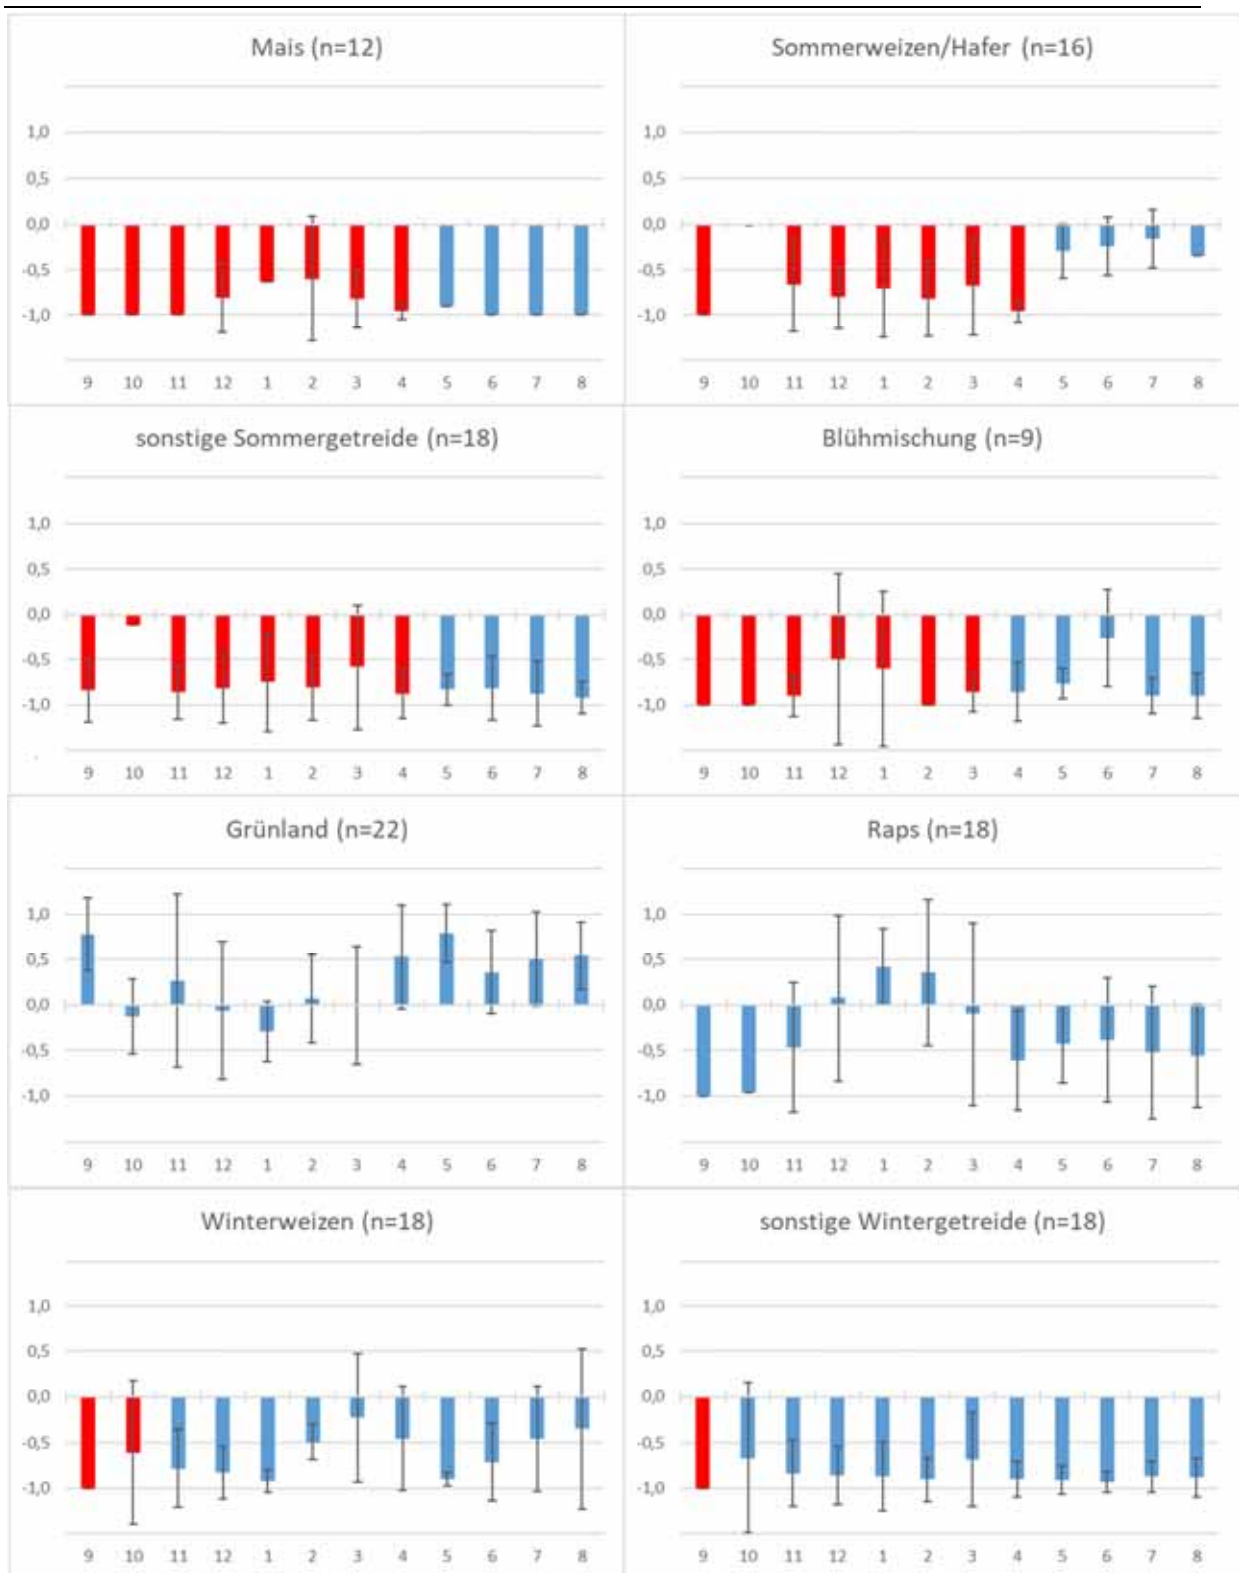 Mais (n=12)
1,0
0,5
0,0
-0,5
-1,0
9 10 11 12 1 2 3 4 5 6 7 8
Sommerweizen/Hafer (n=16)
1,0
0,5
0,0
-0,5
-1,0
9 10 11 12 1 2 3 4 5 6 7 8
sonstige Sommergetreide (n=18)
1,0
0,5
0,0
-0,5
-1,0
9 10 11 12 1 2 3 4 5 6 7 8
Blühmischung (n=9)
1,0
0,5
0,0
-0,5
-1,0
9 10 11 12 1 2 3 4 5 6 7 8
Grünland (n=22)
1,0
0,5
0,0
-0,5
-1,0
9 10 11 12 1 2 3 4 5 6 7 8
Raps (n=18)
1,0
0,5
0,0
-0,5
-1,0
9 10 11 12 1 2 3 4 5 6 7 8
Winterweizen (n=18)
1,0
0,5
0,0
-0,5
-1,0
9 10 11 12 1 2 3 4 5 6 7 8
sonstige Wintergetreide (n=18)
1,0
0,5
0,0
-0,5
-1,0
9 10 11 12 1 2 3 4 5 6 7 8